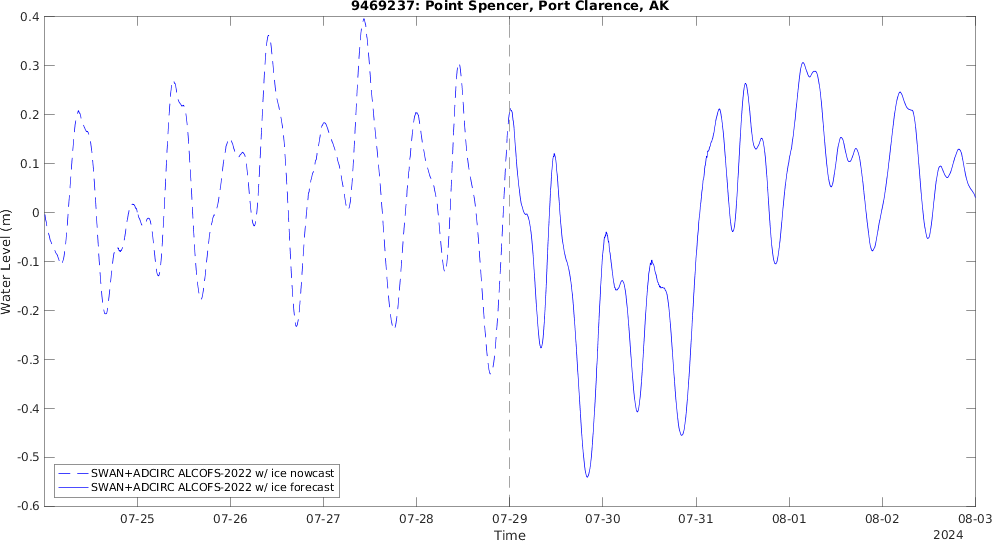 9469237: Point Spencer, Port Clarence, AK
0.4
0.3
0.2
0.1
0
-0.1
-0.2
-0.3
-0.4
-0.5
-0.6
Water Level (m)
SWAN+ADCIRC ALCOFS-2022 w/ ice nowcast
SWAN+ADCIRC ALCOFS-2022 w/ ice forecast
07-25 07-26 07-27 07-28 07-29 07-30 07-31 08-01 08-02 08-03
Time
2024